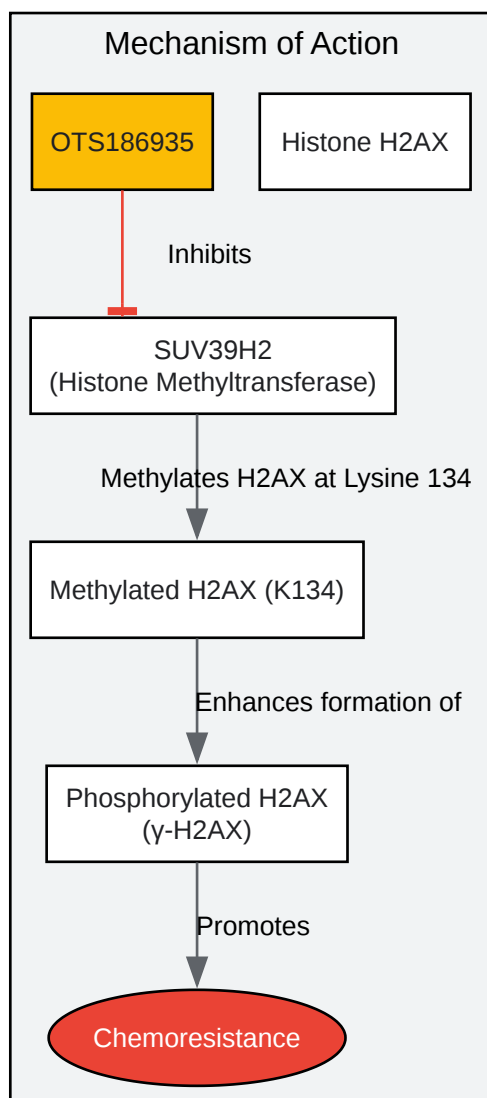 Mechanism of Action
OTS186935
Histone H2AX
Inhibits
SUV39H2
(Histone Methyltransferase)
Methylates H2AX at Lysine 134
Methylated H2AX (K134)
Enhances formation of
Phosphorylated H2AX
(γ-H2AX)
Promotes
Chemoresistance